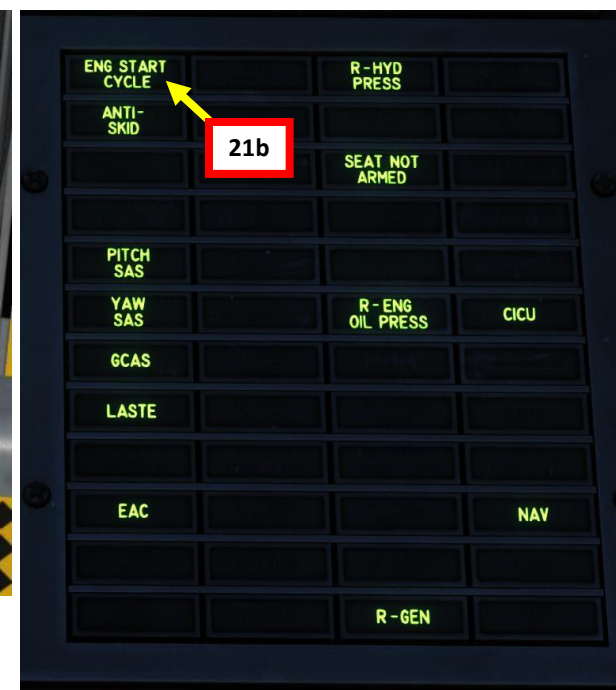 ENG START
CYCLE
R-HYD
PRESS
ANTI-
SKID
21b
SEAT NOT
ARMED
PITCH
SAS
YAW
SAS
R-ENG
OIL PRESS
CICU
GCAS
LASTE
EAC
NAV
R-GEN